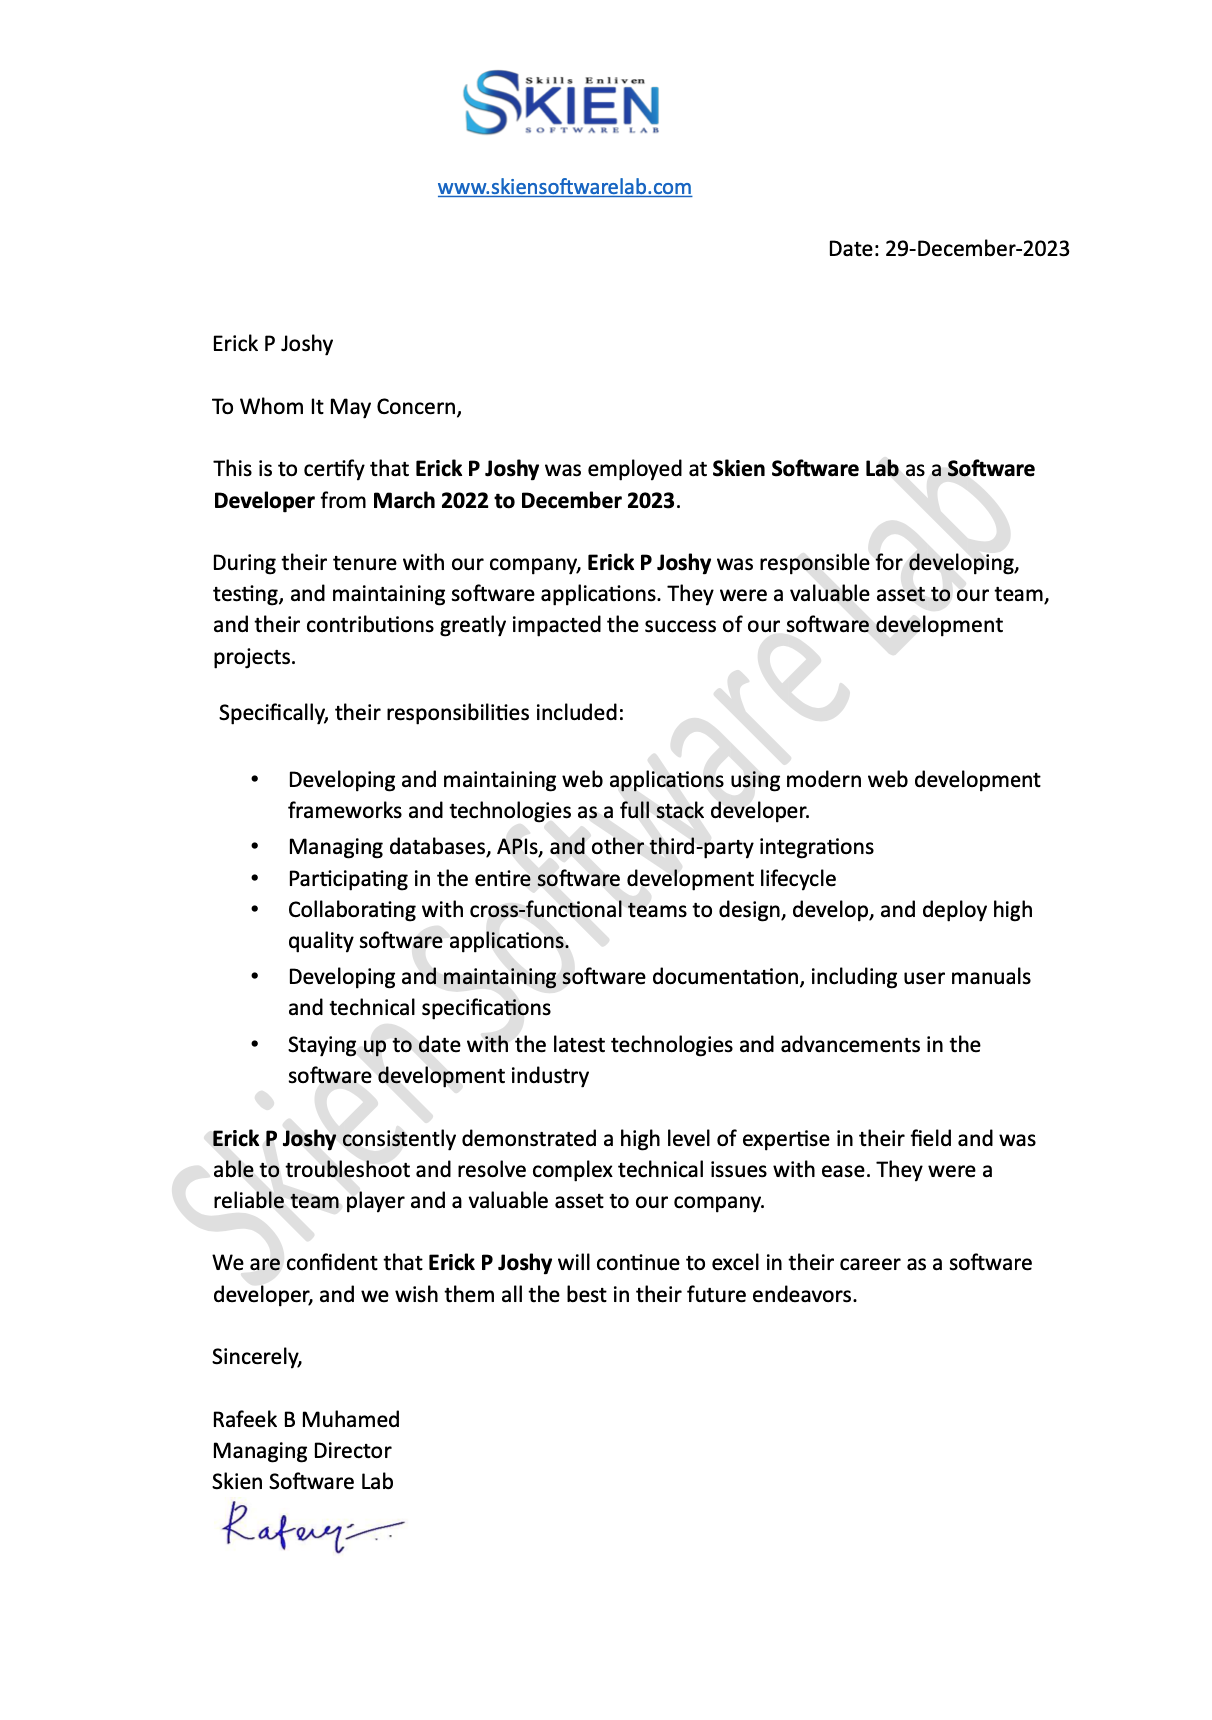 Skills Enliven
SKIEN
SOFTWARE LAB
www.skiensoftwarelab.com
Date: 29-December-2023
Erick P Joshy
To Whom It May Concern,
This is to certify that Erick P Joshy was employed at Skien Software Lab as a Software
Developer from March 2022 to December 2023.
During their tenure with our company, Erick P Joshy was responsible for developing,
testing, and maintaining software applications. They were a valuable asset to our team,
and their contributions greatly impacted the success of our software development
projects.
Specifically, their responsibilities included:
• Developing and maintaining web applications using modern web development
frameworks and technologies as a full stack developer.
• Managing databases, APIs, and other third-party integrations
• Participating in the entire software development lifecycle
• Collaborating with cross-functional teams to design, develop, and deploy high
quality software applications.
• Developing and maintaining software documentation, including user manuals
and technical specifications
• Staying up to date with the latest technologies and advancements in the
software development industry
Erick P Joshy consistently demonstrated a high level of expertise in their field and was
able to troubleshoot and resolve complex technical issues with ease. They were a
reliable team player and a valuable asset to our company.
We are confident that Erick P Joshy will continue to excel in their career as a software
developer, and we wish them all the best in their future endeavors.
Sincerely,
Rafeek B Muhamed
Managing Director
Skien Software Lab
Skien Software Lab